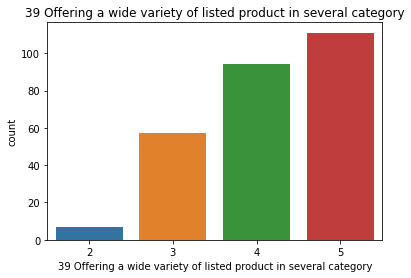 39 Offering a wide variety of listed product in several category
100
80
60
40
20
0
count
2 3 4 5
39 Offering a wide variety of listed product in several category